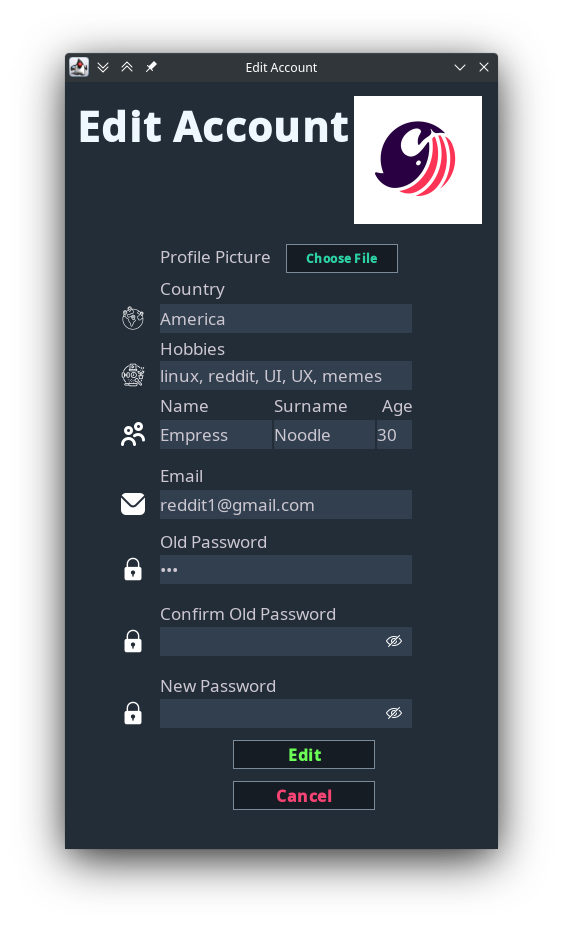 Edit Account
Edit Account
Profile Picture Choose File
Country
America
Hobbies
linux, reddit, UI, UX, memes
Name Surname Age
Empress Noodle 30
Email
reddit1@gmail.com
Old Password
•••
Confirm Old Password
New Password
Edit
Cancel